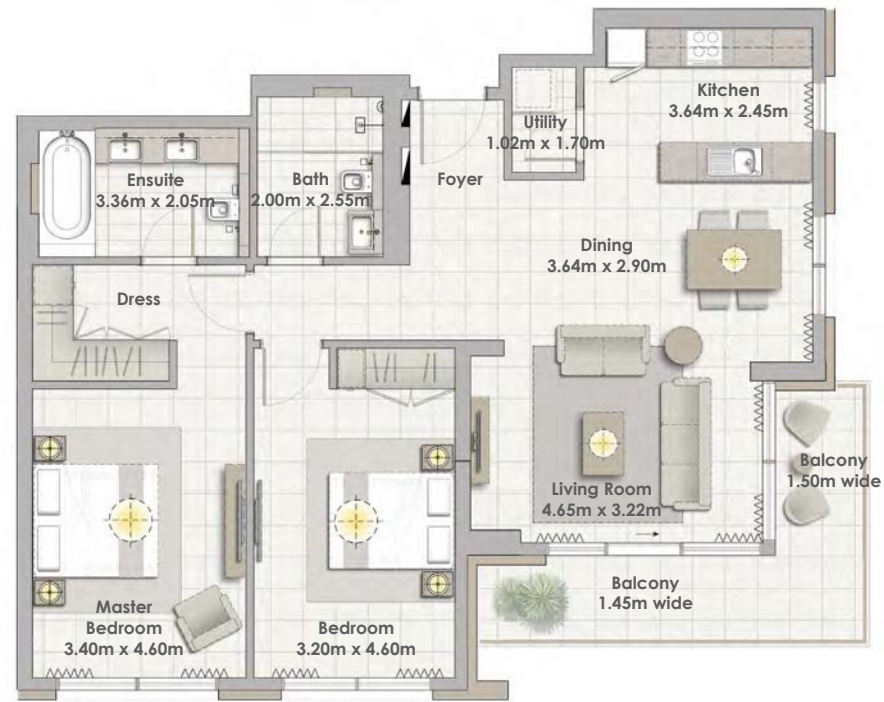 Kitchen
3.64m x 2.45m
Utility
1.02m x 1.70m
Ensuite
3.36m x 2.05m
Bath
2.00m x 2.55m
Foyer
Dining
3.64m x 2.90m
Dress
Living Room
4.65m x 3.22m
Balcony
1.50m wide
Balcony
1.45m wide
Master
Bedroom
3.40m x 4.60m
Bedroom
3.20m x 4.60m